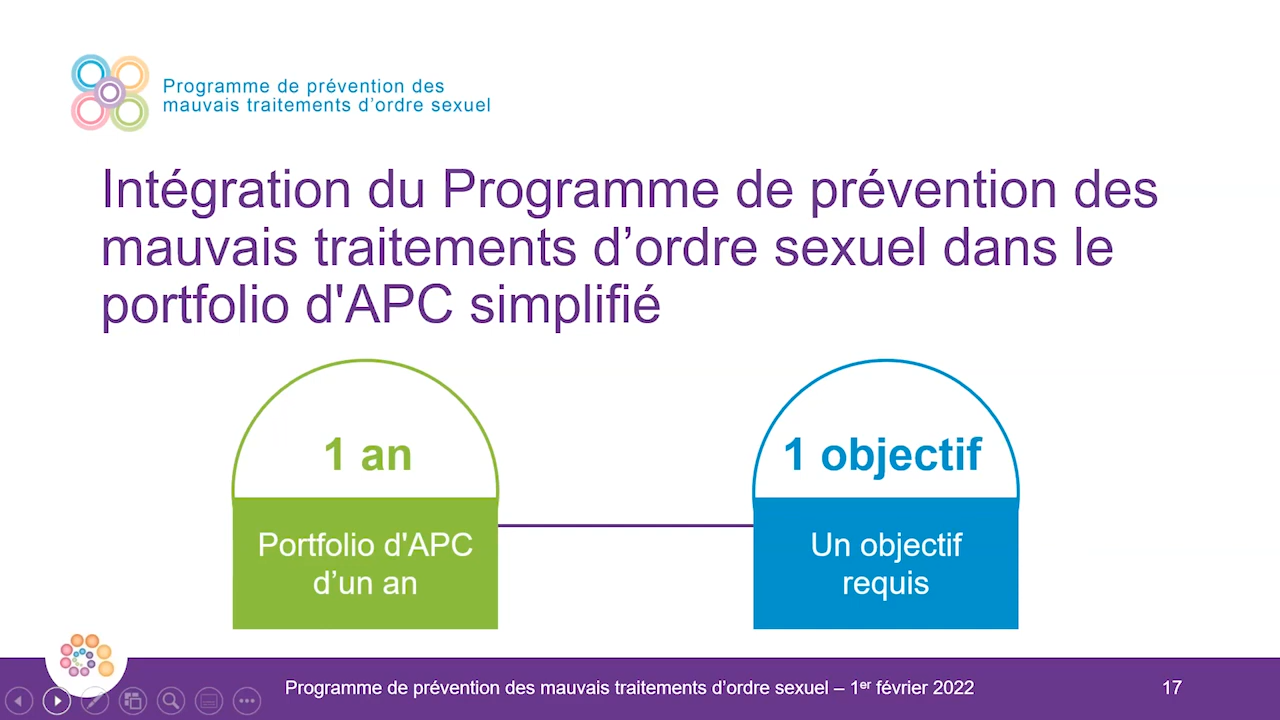 Programme de prévention des
mauvais traitements d’ordre sexuel
Intégration du Programme de prévention des
mauvais traitements d’ordre sexuel dans le
portfolio d'APC simplifié
1 an
Portfolio d'APC
d’un an
1 objectif
Un objectif
requis
Programme de prévention des mauvais traitements d’ordre sexuel – 1er février 2022
17